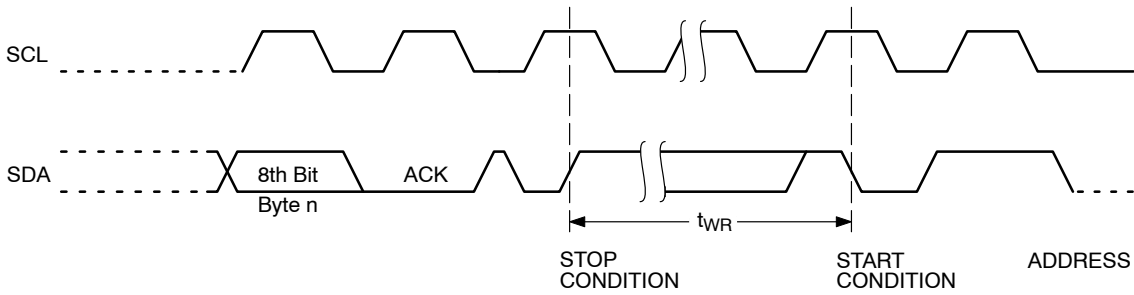 SCL
SDA
8th Bit
Byte n
ACK
tWR
STOP
CONDITION
START
CONDITION
ADDRESS